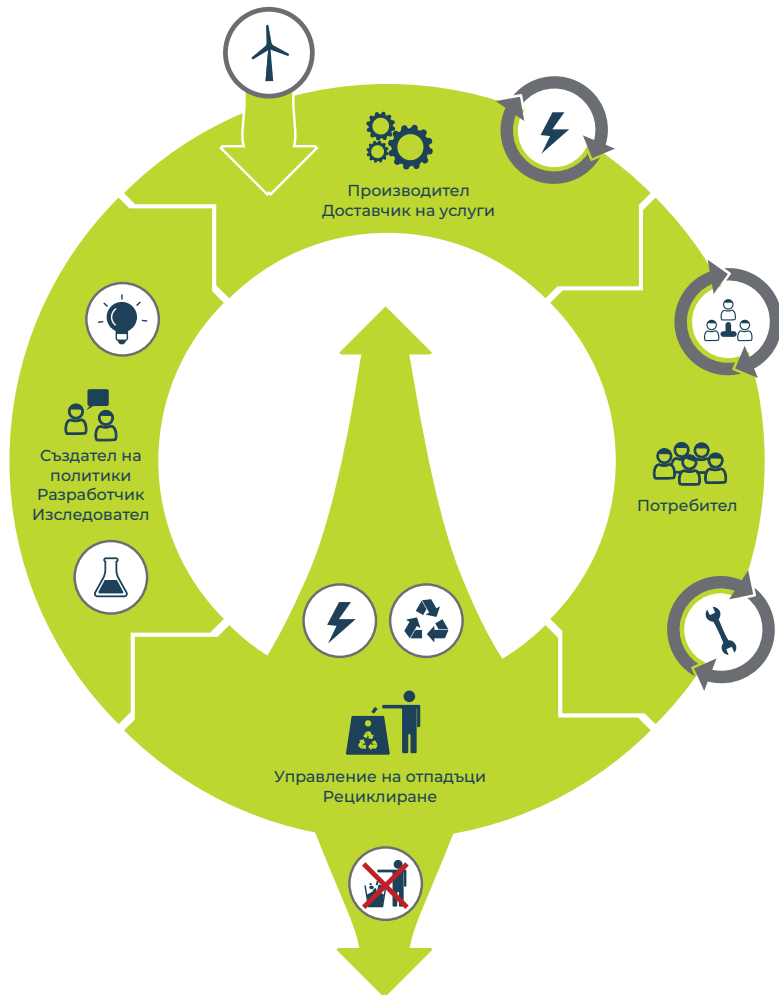 Производител
Доставчик на услуги
Създател на
политики
Разработчик
Изследовател
Потребител
Управление на отпадъци
Рециклиране